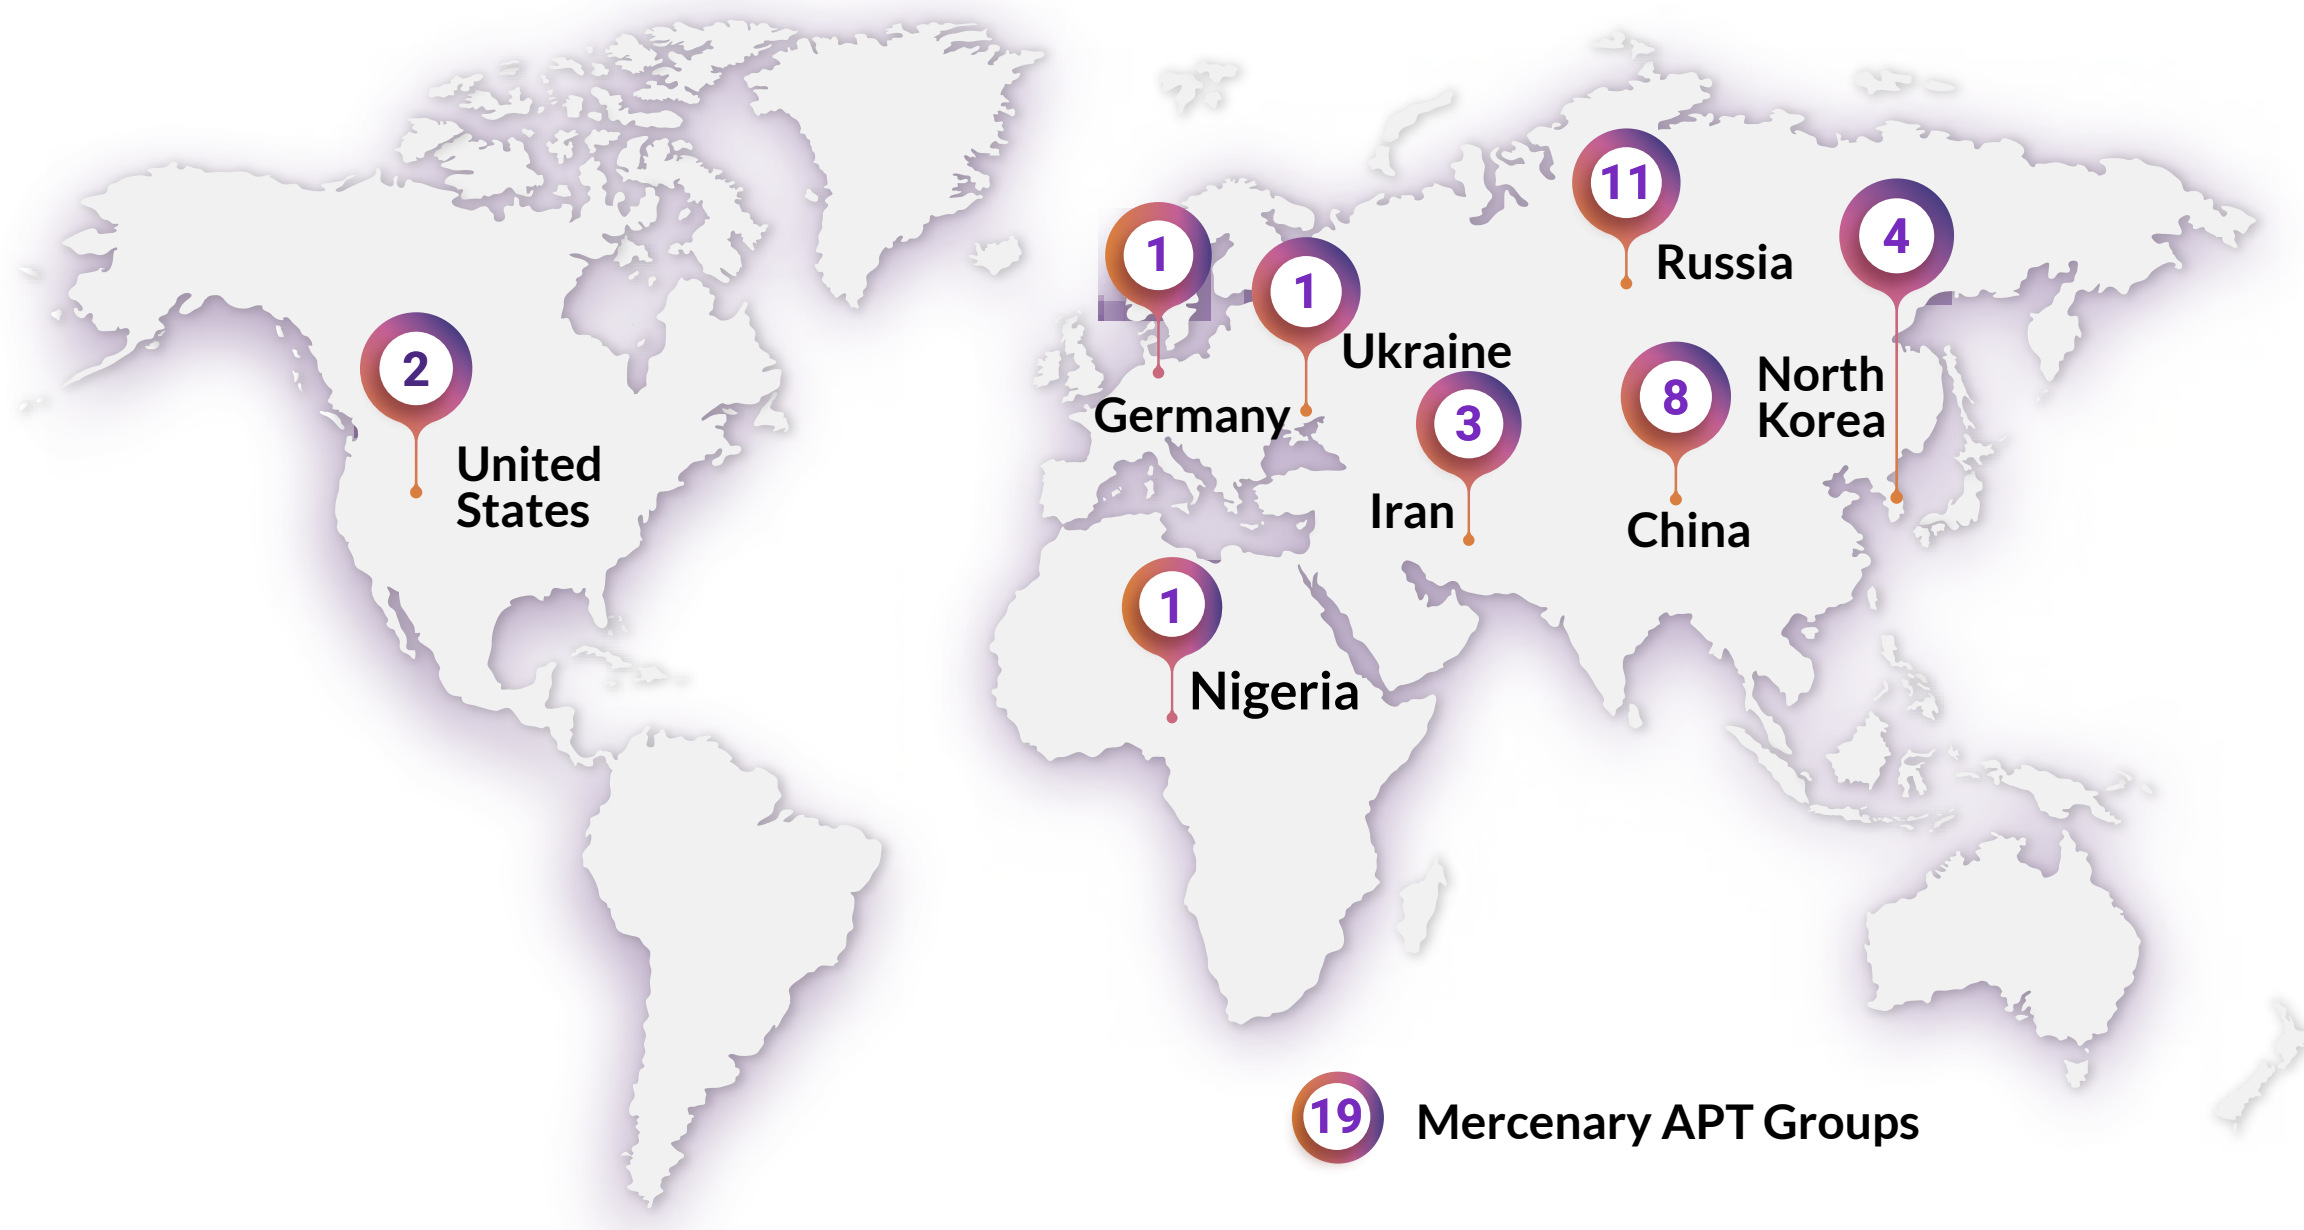 11
Russia
4
1
1
Ukraine
Germany
2
United
States
3
Iran
8
China
North
Korea
1
Nigeria
19
Mercenary APT Groups